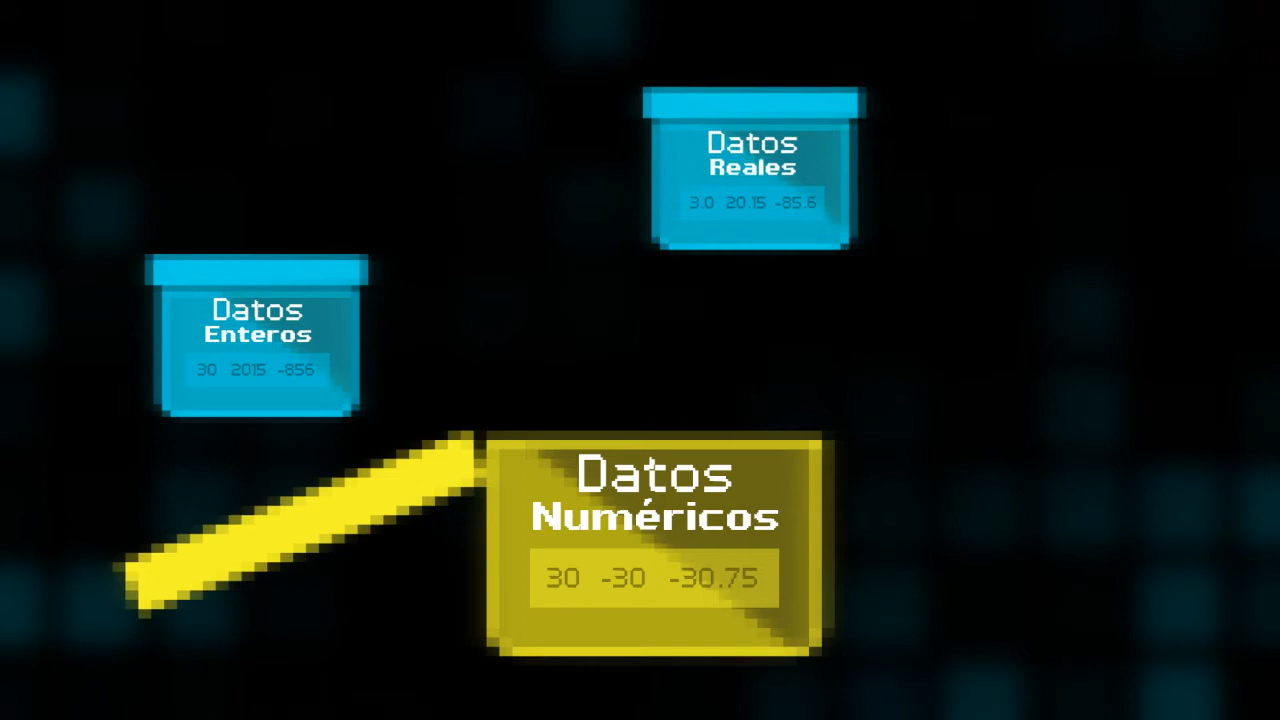 Datos
Reales
3.0 20.15 -85.6
Datos
Enteros
30 2015 -856
Datos
Numéricos
30 -30 -30.75